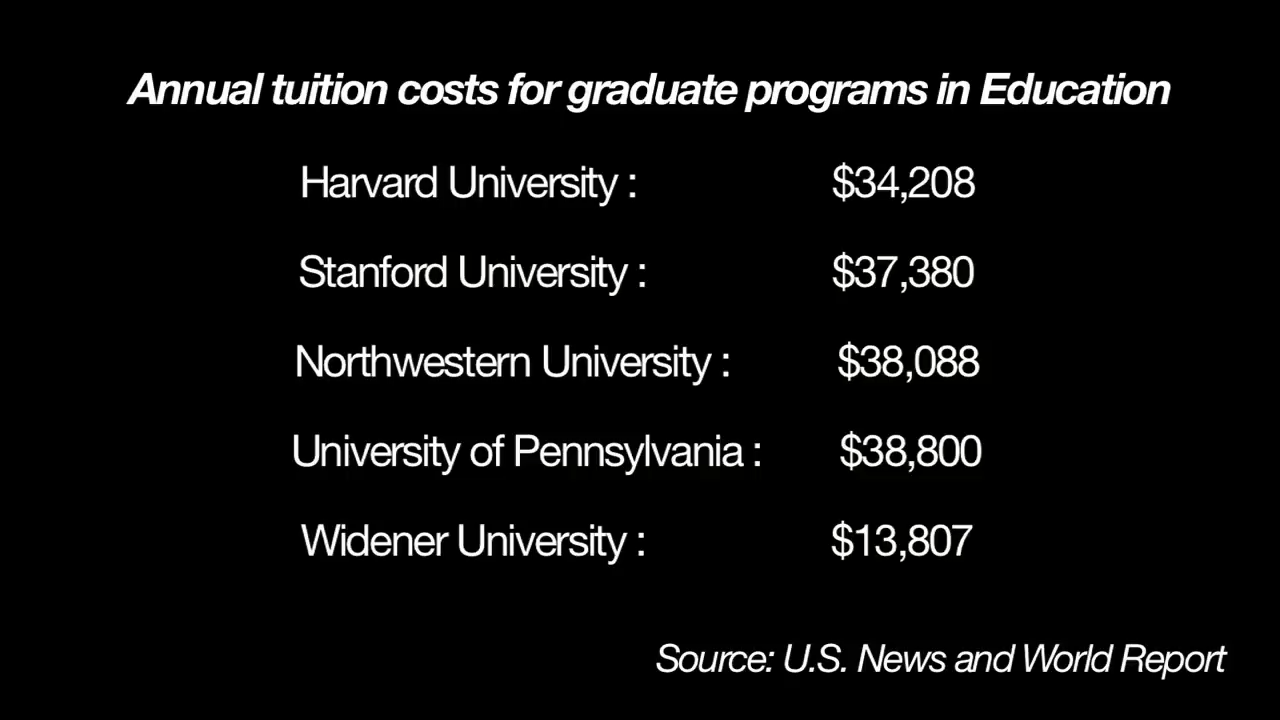 Annual tuition costs for graduate programs in Education
Harvard University : $34,208
Stanford University : $37,380
Northwestern University : $38,088
University of Pennsylvania : $38,800
Widener University : $13,807
Source: U.S. News and World Report